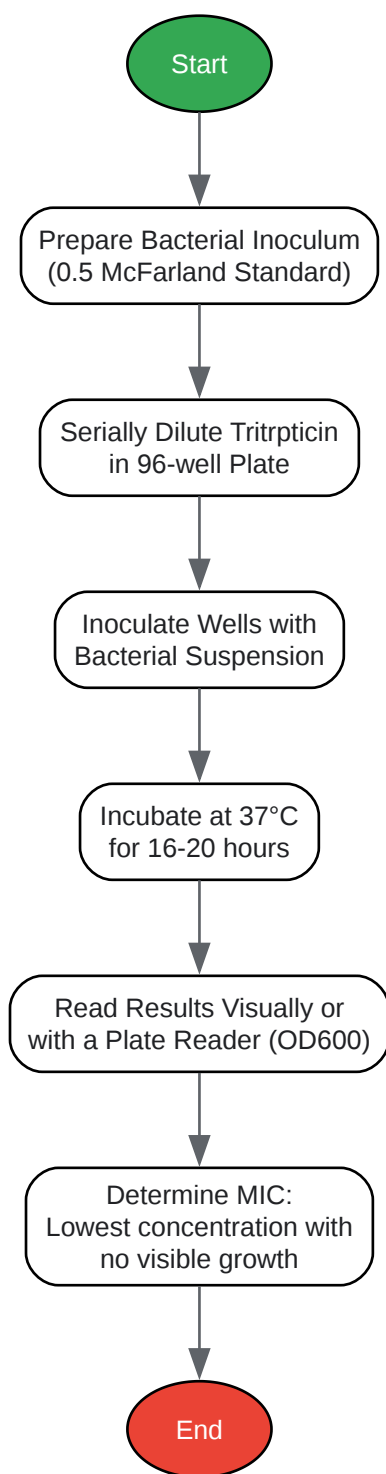 Start
Prepare Bacterial Inoculum
(0.5 McFarland Standard)
Serially Dilute Tritrpticin
in 96-well Plate
Inoculate Wells with
Bacterial Suspension
Incubate at 37°C
for 16-20 hours
Read Results Visually or
with a Plate Reader (OD600)
Determine MIC:
Lowest concentration with
no visible growth
End